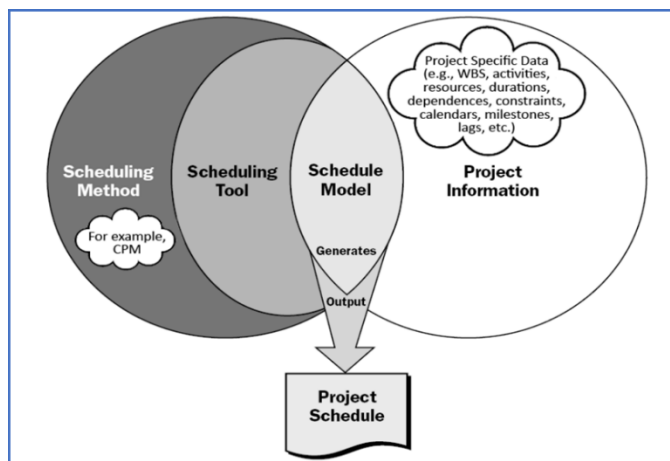 Project Specific Data
(e.g., WBS, activities,
resources, durations,
dependences, constraints,
calendars, milestones,
lags, etc.)
Scheduling
Method
Scheduling
Tool
Schedule
Model
Project
Information
For example,
CPM
Generates
Output
Project
Schedule